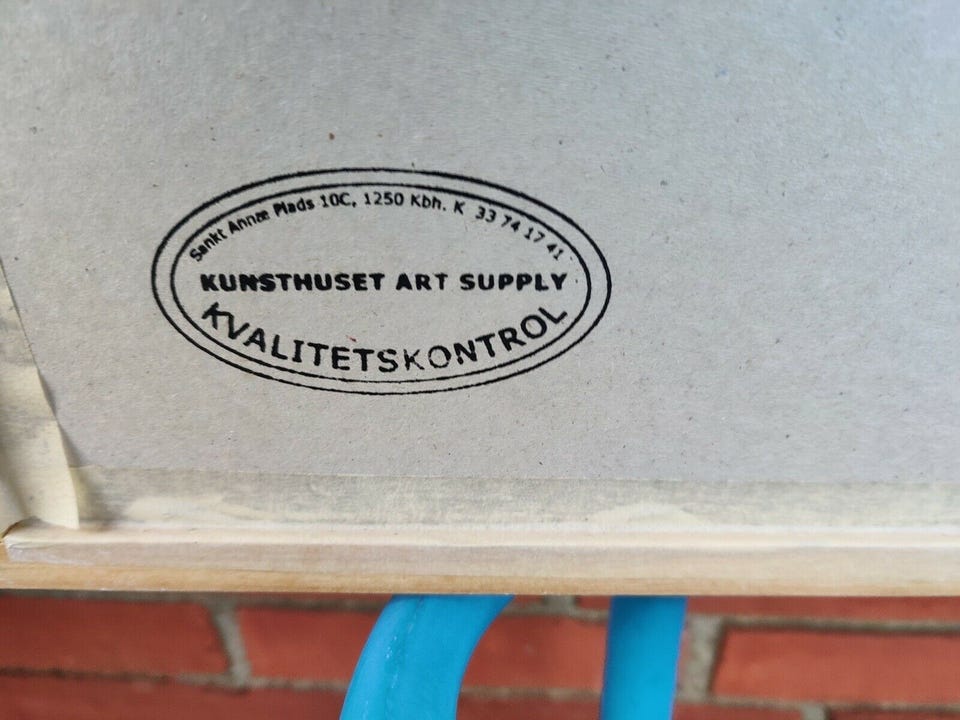 Sankt Annæ Plads 10C, 1250 Kbh. K 33 74 17 41
KUNSTHUSET ART SUPPLY
KVALITETSKONTROL